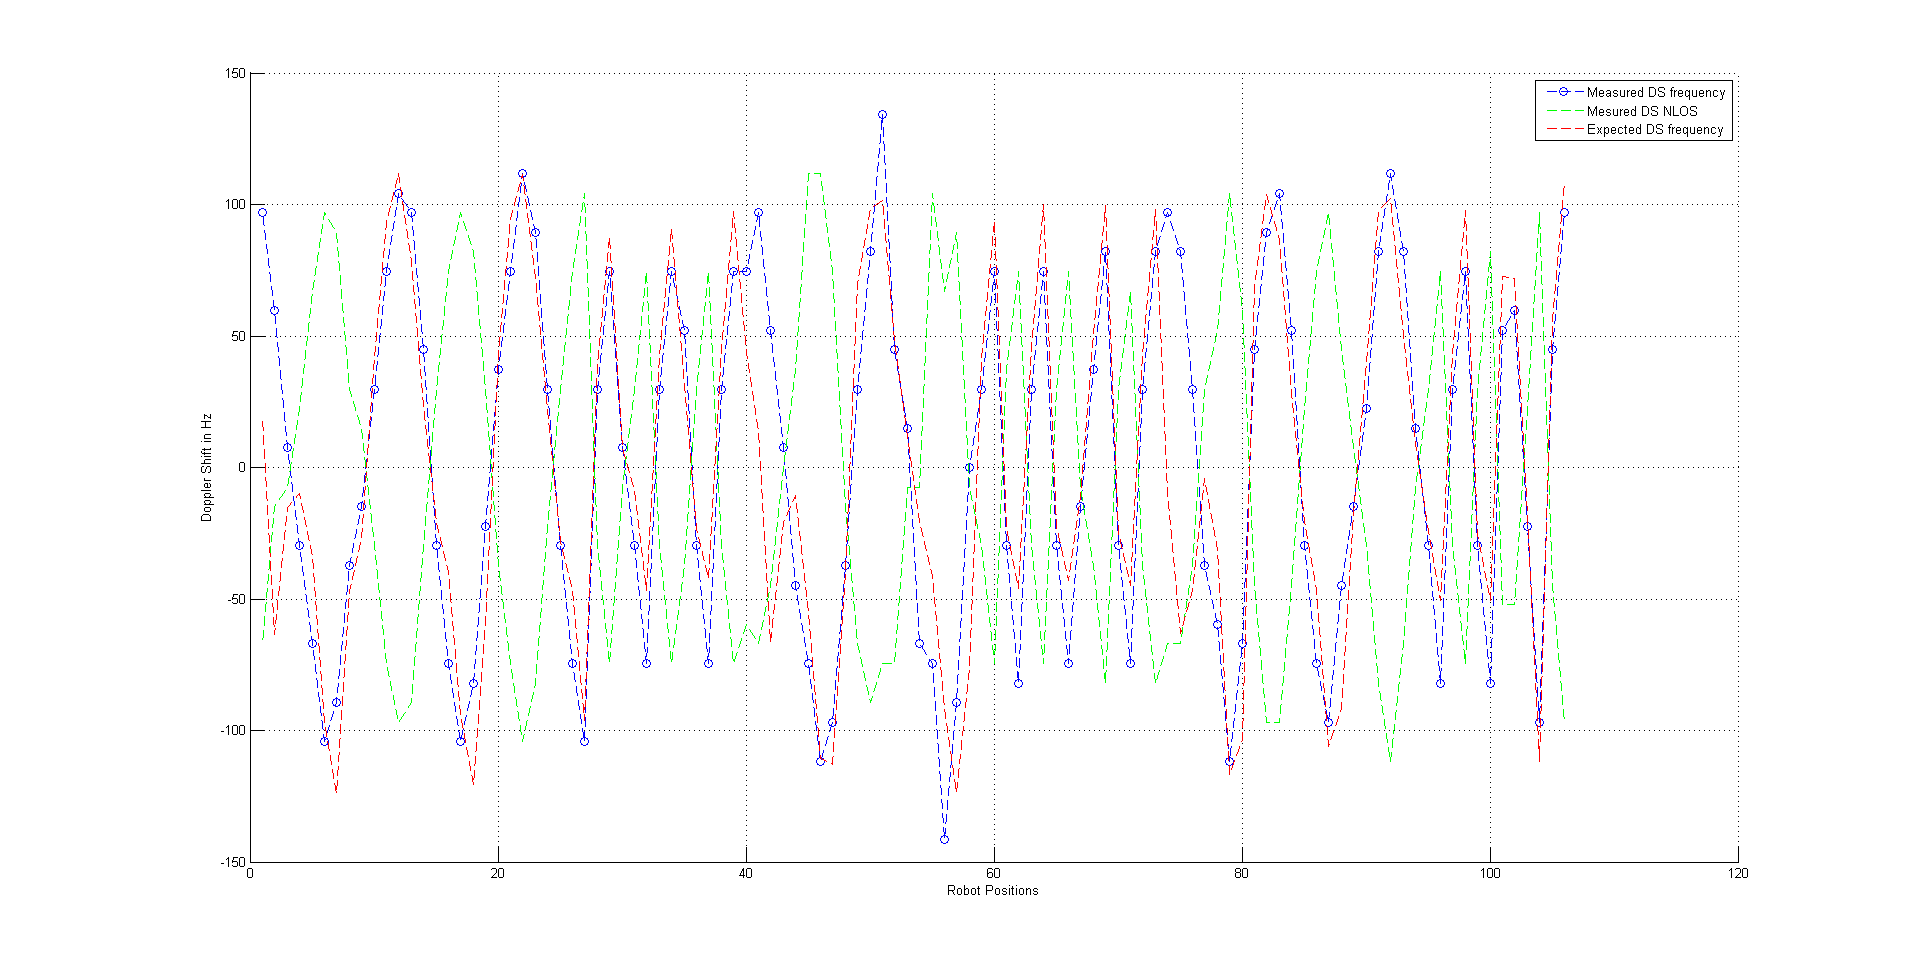 150
100
50
0
-50
-100
-150
Doppler Shift in Hz
Measured DS frequency
Mesured DS NLOS
Expected DS frequency
0 20 40 60 80 100 120
Robot Positions